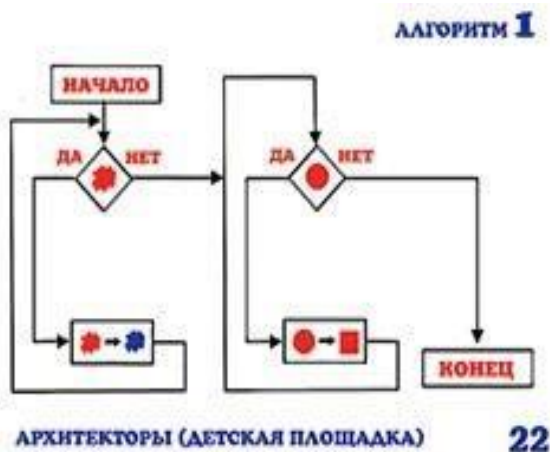 АЛГОРИТМ 1
НАЧАЛО
ДА НЕТ
ДА НЕТ
КОНЕЦ
АРХИТЕКТОРЫ (ДЕТСКАЯ ПЛОЩАДКА) 22